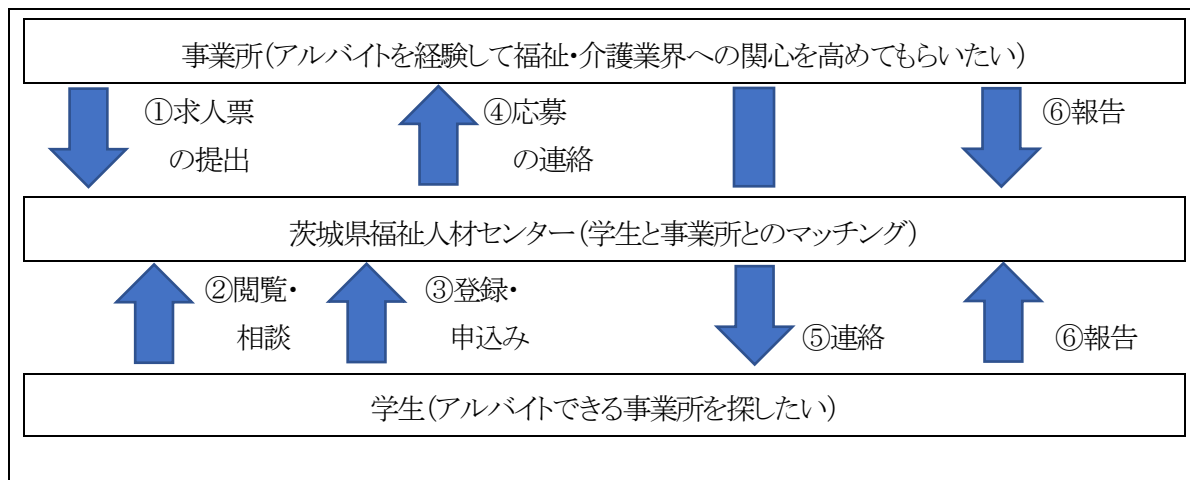 事業所(アルバイトを経験して福祉・介護業界への関心を高めてもらいたい)
①求人票
の提出
④応募
の連絡
⑥報告
茨城県福祉人材センター(学生と事業所とのマッチング)
②閲覧・
相談
③登録・
申込み
⑤連絡
⑥報告
学生(アルバイトできる事業所を探したい)